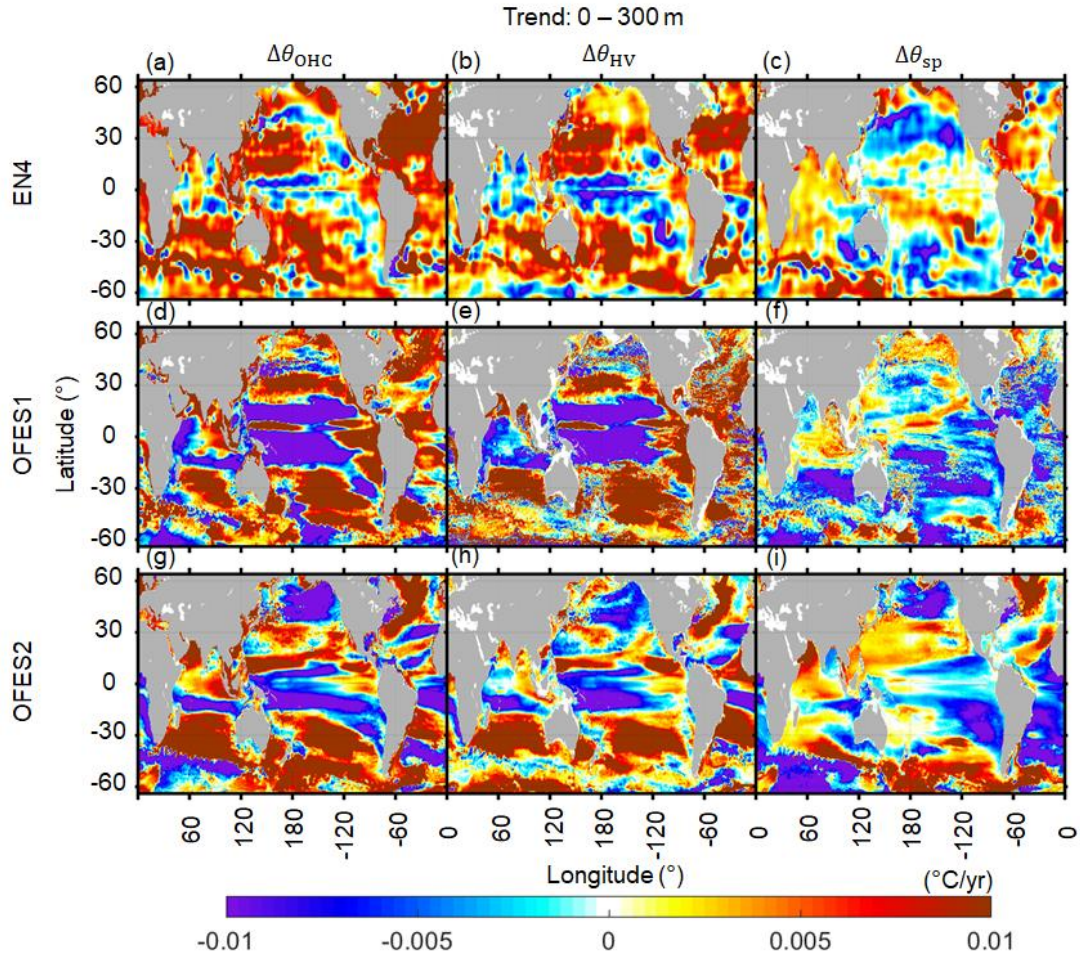 Trend: 0 – 300 m
Δθ_OHC Δθ_HV Δθ_sp
(a) (b) (c)
EN4
60
30
0
-30
-60
(d) (e) (f)
OFES1
Latitude (°)
60
30
0
-30
-60
(g) (h) (i)
OFES2
60
30
0
-30
-60
60 120 180 -120 -60 0 60 120 180 -120 -60 0 60 120 180 -120 -60 0
Longitude (°)
(°C/yr)
-0.01 -0.005 0 0.005 0.01